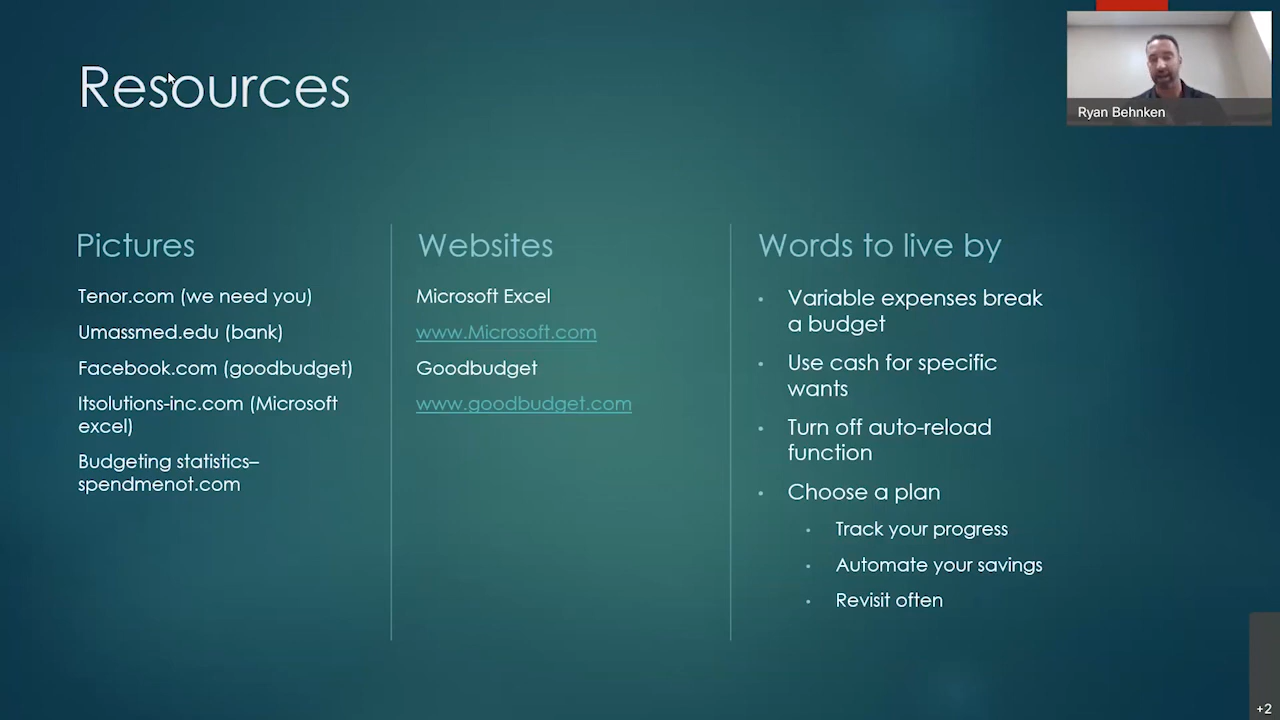 Resources
Ryan Behnken
Pictures
Tenor.com (we need you)
Umassmed.edu (bank)
Facebook.com (goodbudget)
Itsolutions-inc.com (Microsoft
excel)
Budgeting statistics–
spendmenot.com
Websites
Microsoft Excel
www.Microsoft.com
Goodbudget
www.goodbudget.com
Words to live by
• Variable expenses break
a budget
• Use cash for specific
wants
• Turn off auto-reload
function
• Choose a plan
• Track your progress
• Automate your savings
• Revisit often
+2